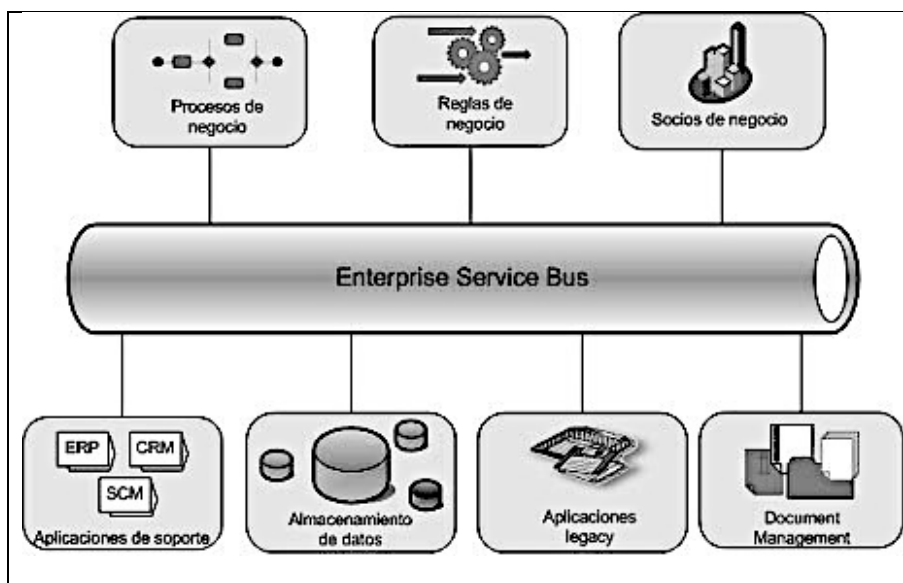 Procesos de
negocio
Reglas de
negocio
Socios de negocio
Enterprise Service Bus
ERP
CRM
SCM
Aplicaciones de soporte
Almacenamiento
de datos
Aplicaciones
legacy
Document
Management